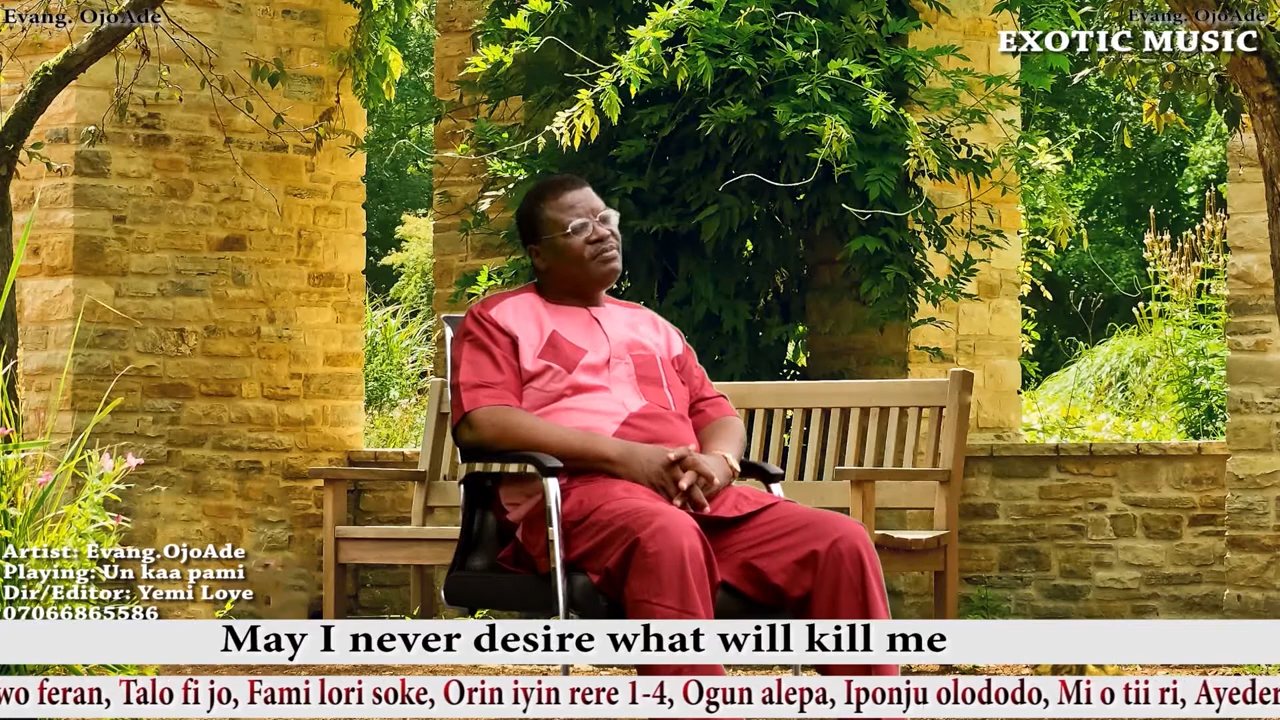 Evang. OjoAde
Evang. OjoAde
EXOTIC MUSIC
Artist: Evang.OjoAde
Playing: Un kaa pami
Dir/Editor: Yemi Love
07066865586
May I never desire what will kill me
feran, Talo fi jo, Fami lori soke, Orin iyin rere 1-4, Ogun alepa, Iponju olododo, Mi o tii ri,